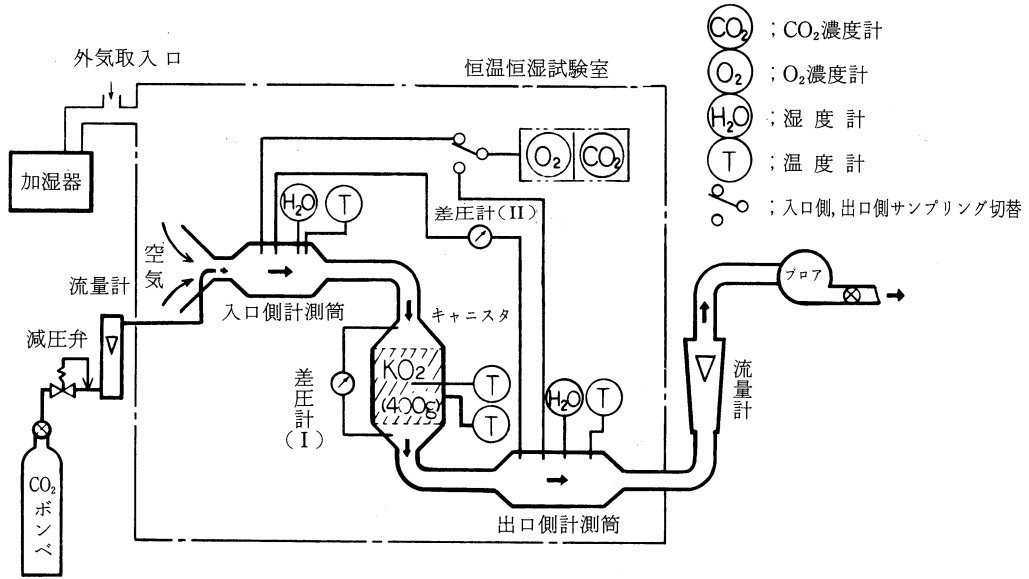 CO₂ ；CO₂濃度計
O₂ ；O₂濃度計
H₂O ；湿度計
T ；温度計
；入口側,出口側サンプリング切替
外気取入口
恒温恒湿試験室
加湿器
O₂ CO₂
H₂O T
差圧計(II)
空気
流量計
入口側計測筒
キャニスタ
ブロア
減圧弁
差圧計(I)
KO₂
(400g)
T
T
H₂O T
流量計
CO₂ボンベ
出口側計測筒